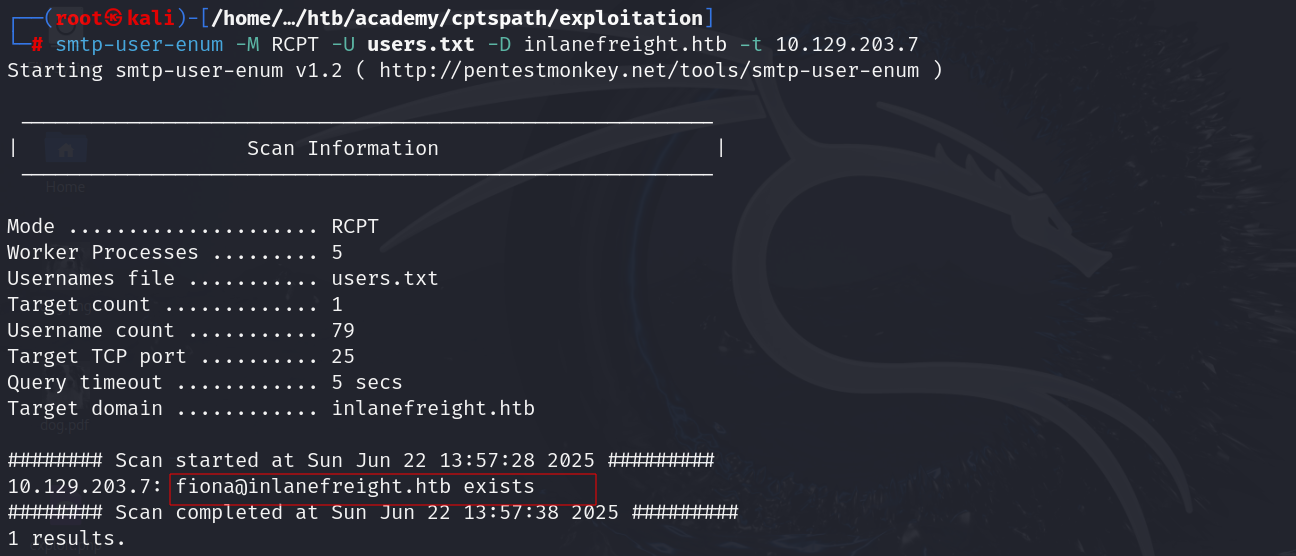 ┌──(root㉿kali)-[/home/…/htb/academy/cptspath/exploitation]
└─# smtp-user-enum -M RCPT -U users.txt -D inlanefreight.htb -t 10.129.203.7
Starting smtp-user-enum v1.2 ( http://pentestmonkey.net/tools/smtp-user-enum )
| Scan Information |
Home
Mode ..................... RCPT
Worker Processes ......... 5
Usernames file ........... users.txt
Target count ............. 1
Username count ........... 79
Target TCP port .......... 25
Query timeout ............ 5 secs
Target domain ............ inlanefreight.htb
dog.pdf
######## Scan started at Sun Jun 22 13:57:28 2025 #########
10.129.203.7: fiona@inlanefreight.htb exists
######## Scan completed at Sun Jun 22 13:57:38 2025 #########
1 results.